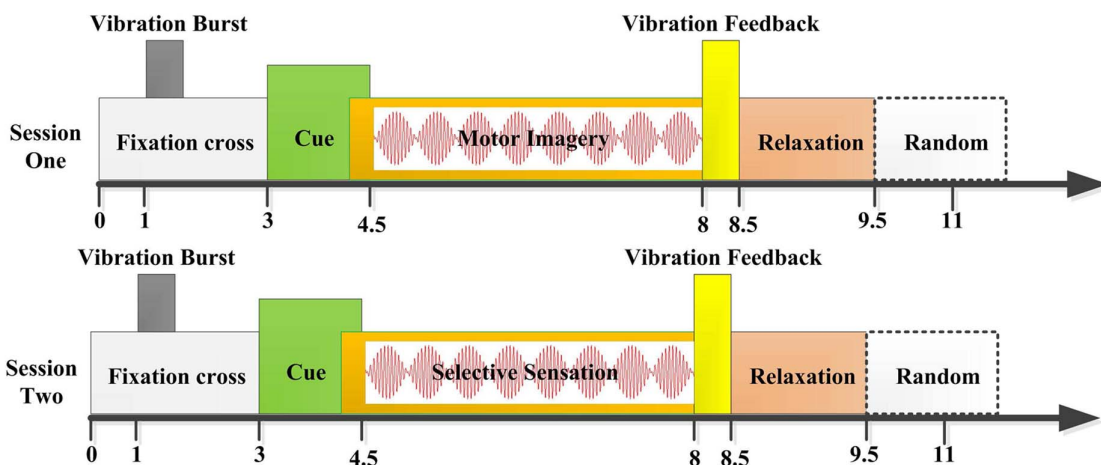 Vibration Burst
Vibration Feedback
Session One
Fixation cross
Cue
Motor Imagery
Relaxation
Random
0 1 3 4.5 8 8.5 9.5 11
Vibration Burst
Vibration Feedback
Session Two
Fixation cross
Cue
Selective Sensation
Relaxation
Random
0 1 3 4.5 8 8.5 9.5 11